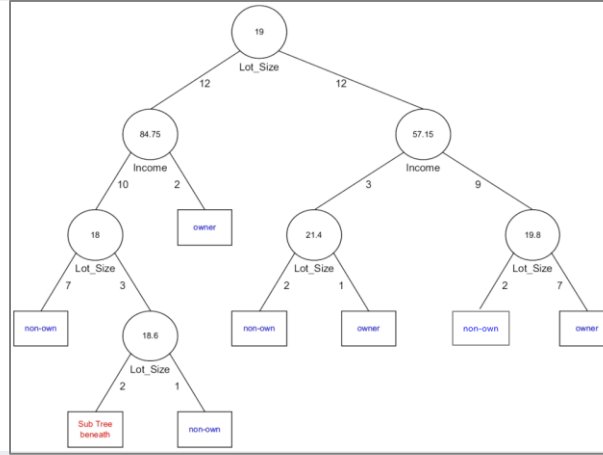 19
Lot_Size
12 12
84.75 57.15
Income Income
10 2 3 9
owner
18 21.4 19.8
Lot_Size Lot_Size Lot_Size
7 3 2 1 2 7
non-own 18.6 non-own owner non-own owner
Lot_Size
2 1
Sub Tree
beneath
non-own